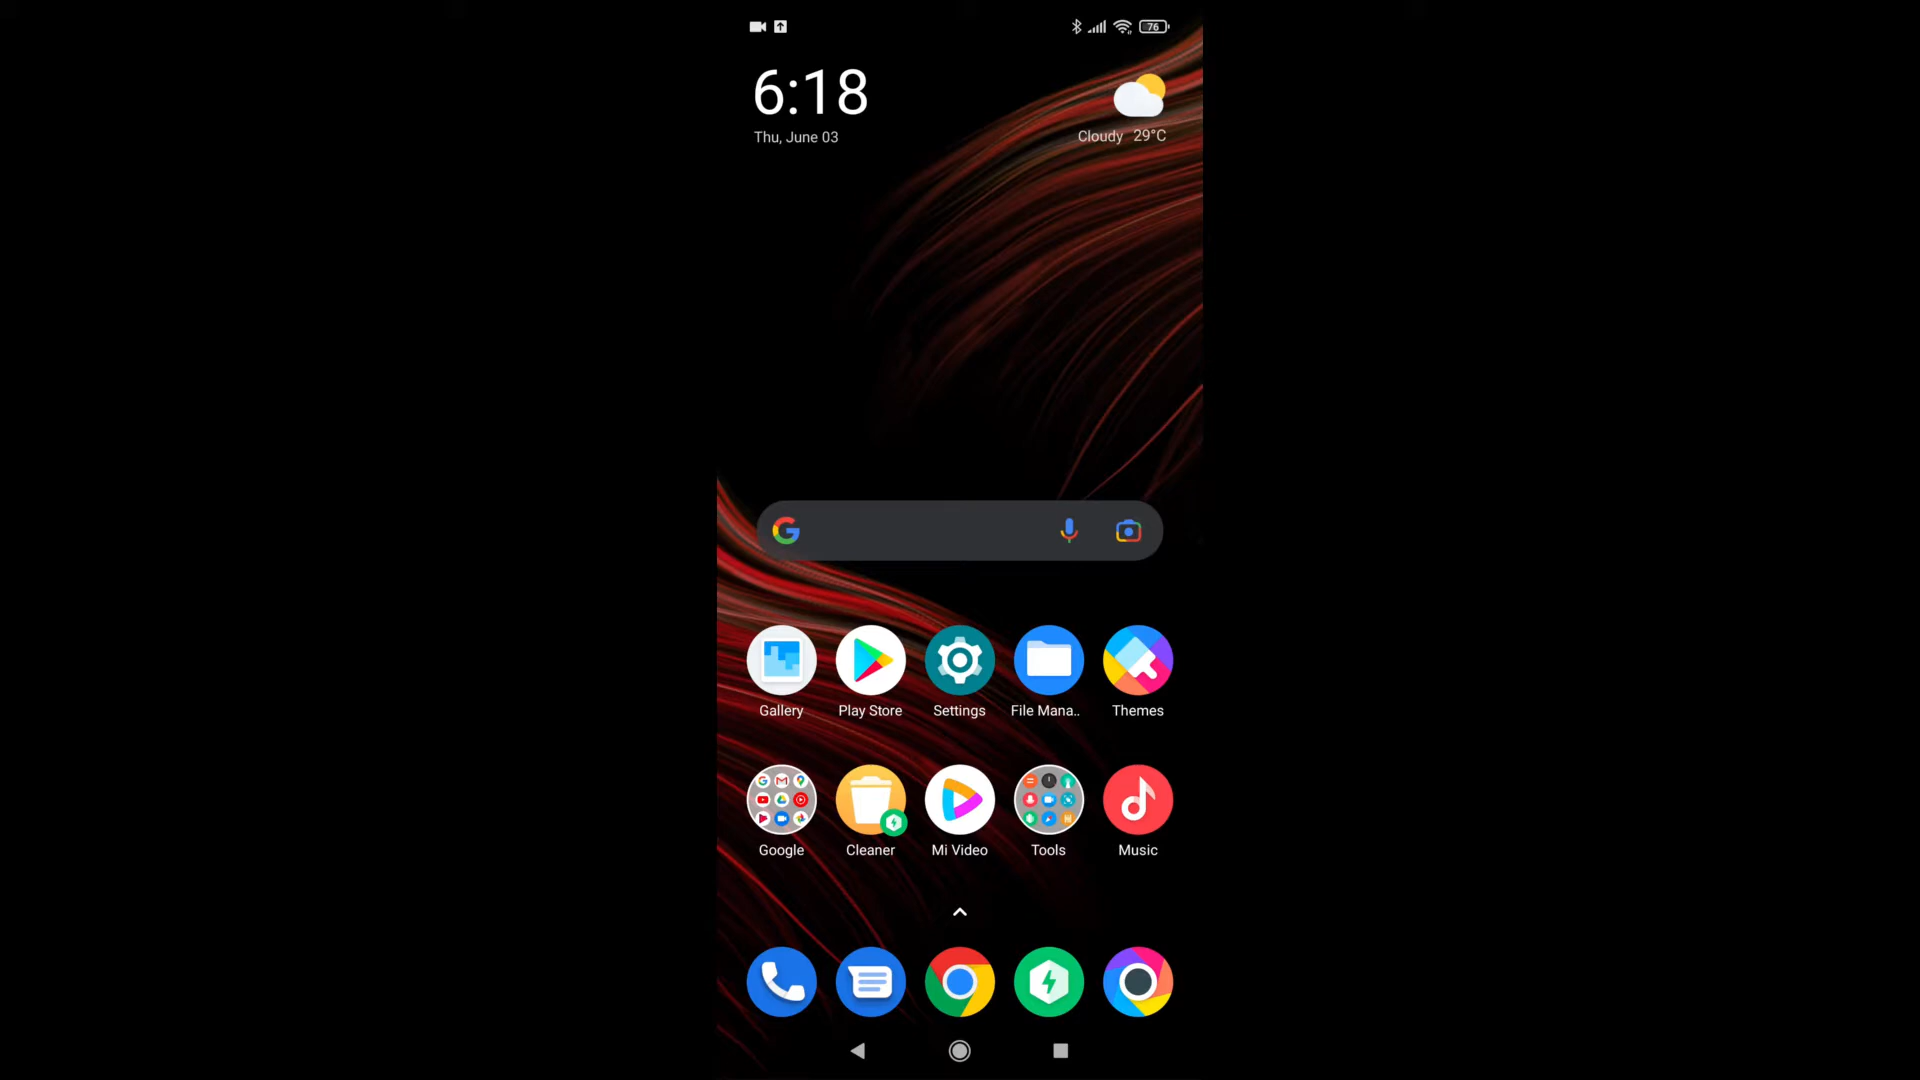 76
6:18
Thu, June 03
Cloudy 29°C
Gallery
Play Store
Settings
File Mana..
Themes
Google
Cleaner
Mi Video
Tools
Music